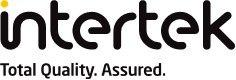 intertek
Total Quality. Assured.